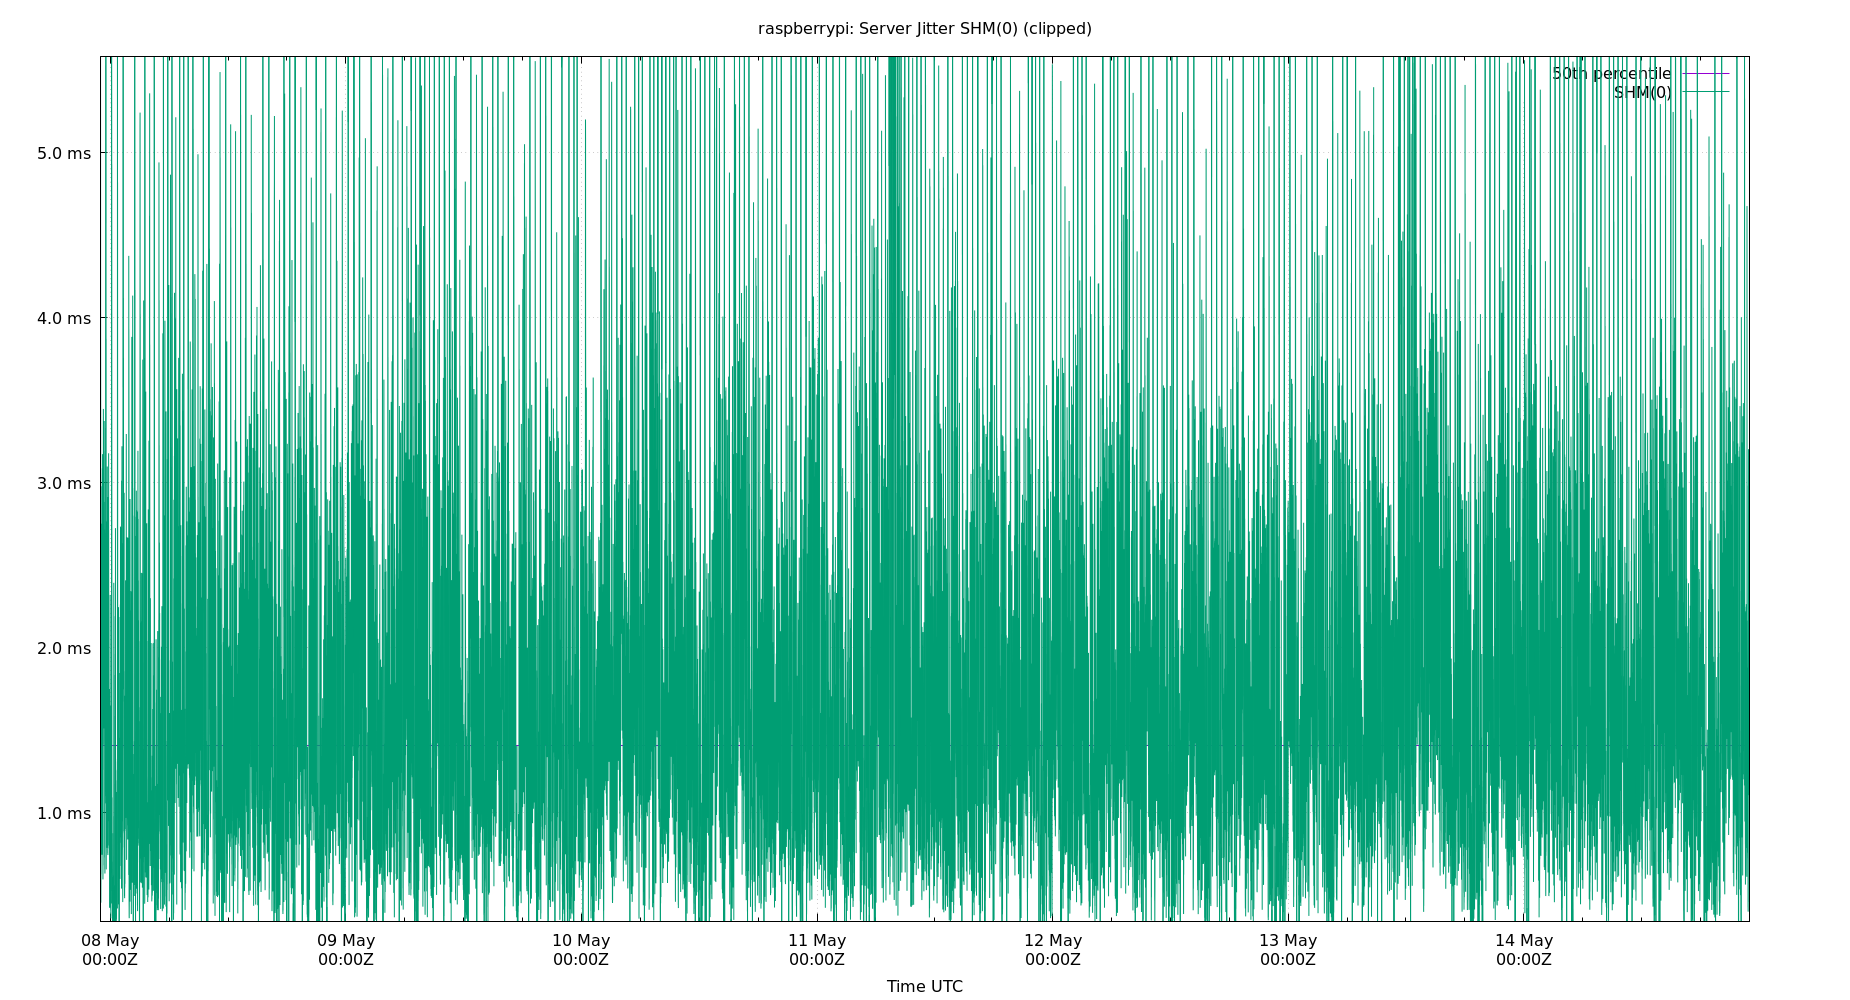 raspberrypi: Server Jitter SHM(0) (clipped)
50th percentile
SHM(0)
5.0 ms
4.0 ms
3.0 ms
2.0 ms
1.0 ms
08 May 09 May 10 May 11 May 12 May 13 May 14 May
00:00Z 00:00Z 00:00Z 00:00Z 00:00Z 00:00Z 00:00Z
Time UTC